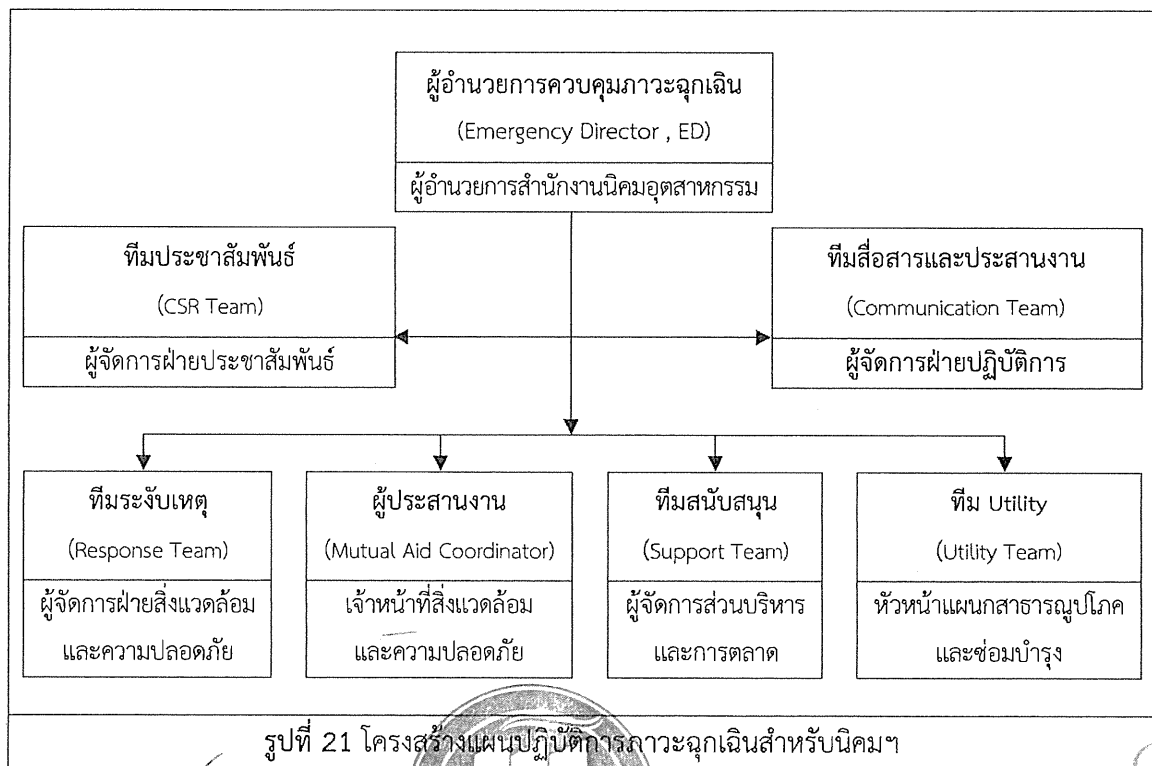 ผู้อำนวยการควบคุมภาวะฉุกเฉิน
(Emergency Director , ED)
ผู้อำนวยการสำนักงานนิคมอุตสาหกรรม
ทีมประชาสัมพันธ์
(CSR Team)
ผู้จัดการฝ่ายประชาสัมพันธ์
ทีมสื่อสารและประสานงาน
(Communication Team)
ผู้จัดการฝ่ายปฏิบัติการ
ทีมระงับเหตุ
(Response Team)
ผู้จัดการฝ่ายสิ่งแวดล้อม
และความปลอดภัย
ผู้ประสานงาน
(Mutual Aid Coordinator)
เจ้าหน้าที่สิ่งแวดล้อม
และความปลอดภัย
ทีมสนับสนุน
(Support Team)
ผู้จัดการส่วนบริหาร
และการตลาด
ทีม Utility
(Utility Team)
หัวหน้าแผนกสาธารณูปโภค
และซ่อมบำรุง
รูปที่ 21 โครงสร้างแผนปฏิบัติการภาวะฉุกเฉินสำหรับนิคมฯ